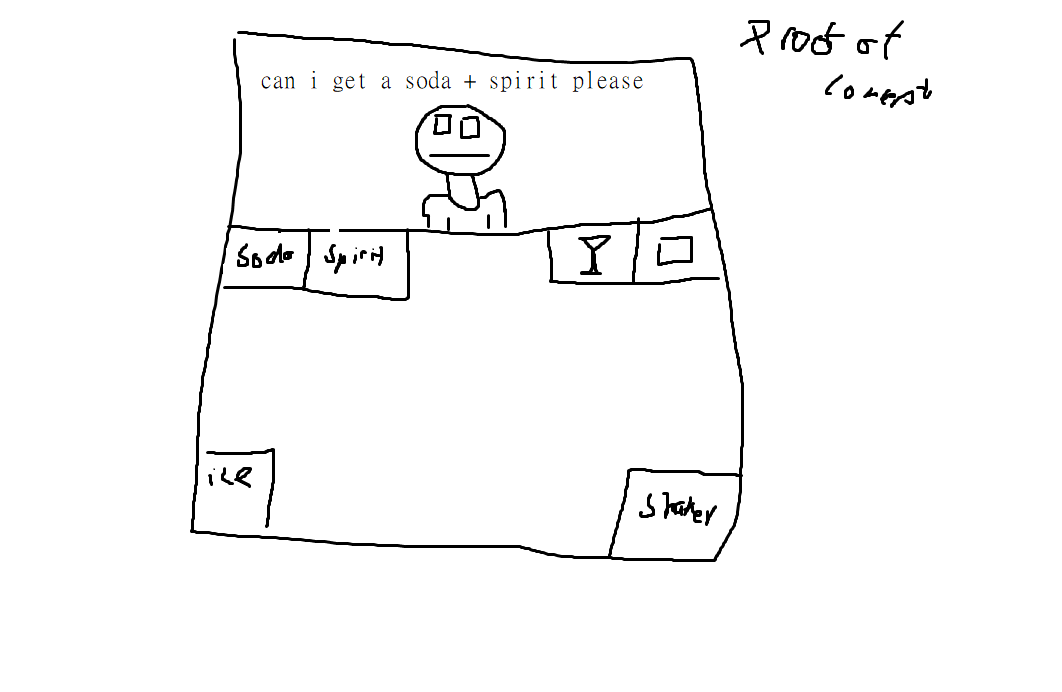 Proof of
concept
can i get a soda + spirit please
Soda
Spirit
ice
Shaker